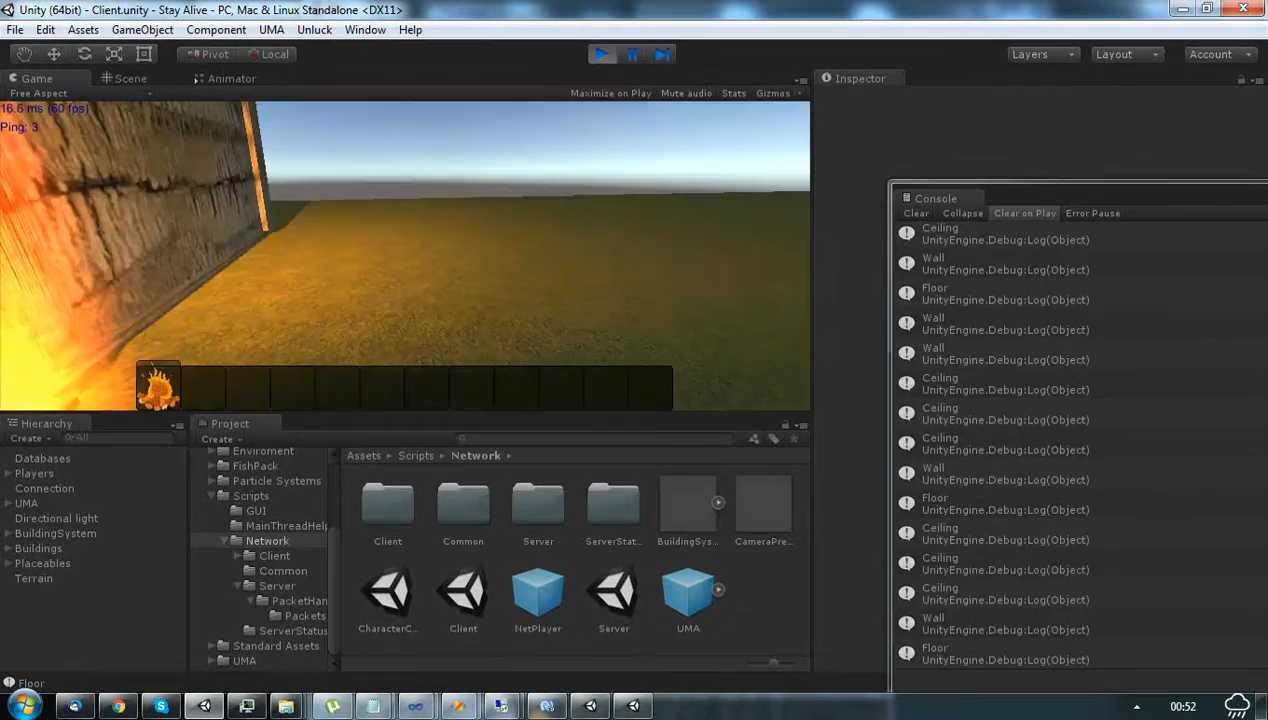 Unity (64bit) - Client.unity - Stay Alive - PC, Mac & Linux Standalone <DX11>
File Edit Assets GameObject Component UMA Unluck Window Help
Pivot Local Layers Layout Account
Game Scene Animator Inspector
Free Aspect Maximize on Play Mute audio Stats Gizmos
16.6 ms (60 fps)
Ping: 3
Console
Clear Collapse Clear on Play Error Pause
Ceiling
UnityEngine.Debug:Log(Object)
Wall
UnityEngine.Debug:Log(Object)
Floor
UnityEngine.Debug:Log(Object)
Wall
UnityEngine.Debug:Log(Object)
Wall
UnityEngine.Debug:Log(Object)
Ceiling
UnityEngine.Debug:Log(Object)
Ceiling
UnityEngine.Debug:Log(Object)
Ceiling
UnityEngine.Debug:Log(Object)
Wall
UnityEngine.Debug:Log(Object)
Floor
UnityEngine.Debug:Log(Object)
Ceiling
UnityEngine.Debug:Log(Object)
Ceiling
UnityEngine.Debug:Log(Object)
Ceiling
UnityEngine.Debug:Log(Object)
Wall
UnityEngine.Debug:Log(Object)
Floor
UnityEngine.Debug:Log(Object)
Hierarchy
Create All
Databases
Players
Connection
UMA
Directional light
BuildingSystem
Buildings
Placeables
Terrain
Project
Create
Enviroment
FishPack
Particle Systems
Scripts
GUI
MainThreadHelp
Network
Client
Common
Server
PacketHan
Packets
ServerStatus
Standard Assets
UMA
Assets Scripts Network
Client Common Server ServerStat... BuildingSys... CameraPre...
CharacterC... Client NetPlayer Server UMA
Floor
00:52